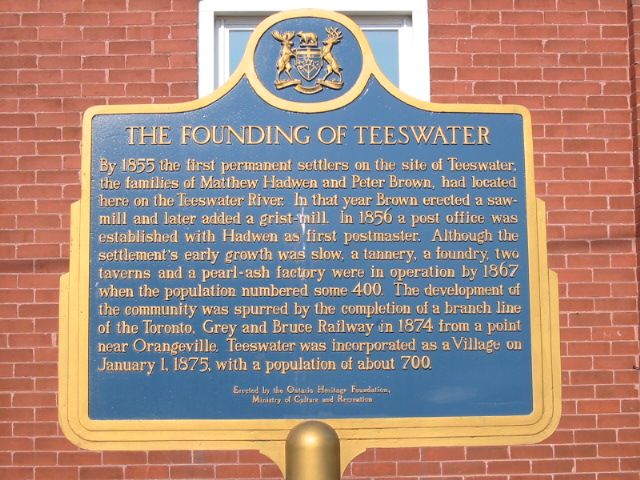 THE FOUNDING OF TEESWATER
By 1855 the first permanent settlers on the site of Teeswater,
the families of Matthew Hadwen and Peter Brown, had located
here on the Teeswater River. In that year Brown erected a saw-
mill and later added a grist-mill. In 1856 a post office was
established with Hadwen as first postmaster. Although the
settlement's early growth was slow, a tannery, a foundry, two
taverns and a pearl-ash factory were in operation by 1867
when the population numbered some 400. The development of
the community was spurred by the completion of a branch line
of the Toronto, Grey and Bruce Railway in 1874 from a point
near Orangeville. Teeswater was incorporated as a Village on
January 1, 1875, with a population of about 700.
Erected by the Ontario Heritage Foundation,
Ministry of Culture and Recreation